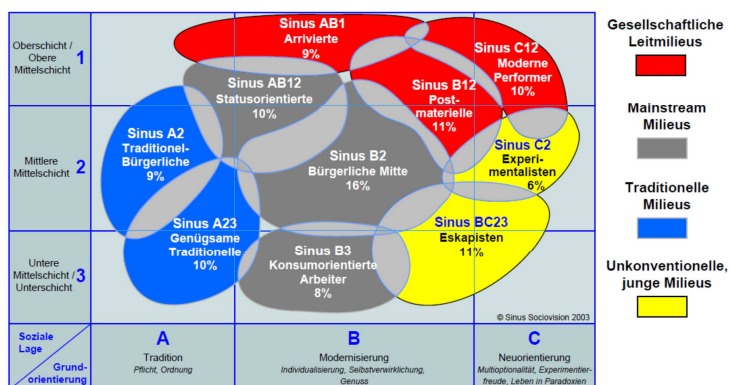 Oberschicht /
Obere
Mittelschicht
1
Mittlere
Mittelschicht
2
Untere
Mittelschicht /
Unterschicht
3
Sinus AB1
Arrivierte
9%
Sinus C12
Moderne
Performer
10%
Sinus AB12
Statusorientierte
10%
Sinus B12
Post-
materielle
11%
Sinus A2
Traditionel-
Bürgerliche
9%
Sinus B2
Bürgerliche Mitte
16%
Sinus C2
Experi-
mentalisten
6%
Sinus A23
Genügsame
Traditionelle
10%
Sinus B3
Konsumorientierte
Arbeiter
8%
Sinus BC23
Eskapisten
11%
© Sinus Sociovision 2003
Soziale
Lage
Grund-
orientierung
A
Tradition
Pflicht, Ordnung
B
Modernisierung
Individualisierung, Selbstverwirklichung,
Genuss
C
Neuorientierung
Multioptionalität, Experimentier-
freude, Leben in Paradoxien
Gesellschaftliche
Leitmilieus
Mainstream
Milieus
Traditionelle
Milieus
Unkonventionelle,
junge Milieus